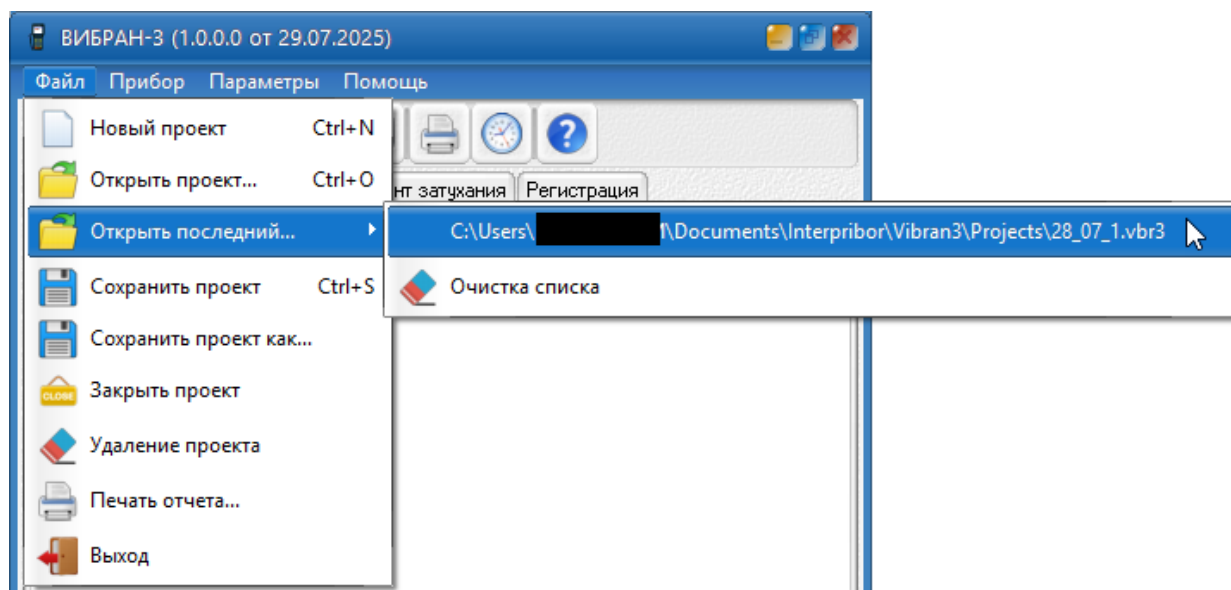 ВИБРАН-3 (1.0.0.0 от 29.07.2025)
Файл Прибор Параметры Помощь
Новый проект Ctrl+N
Открыть проект... Ctrl+O
нт затухания Регистрация
Открыть последний...
C:\Users\ \Documents\Interpribor\Vibran3\Projects\28_07_1.vbr3
Сохранить проект Ctrl+S
Очистка списка
Сохранить проект как...
CLOSE Закрыть проект
Удаление проекта
Печать отчета...
Выход